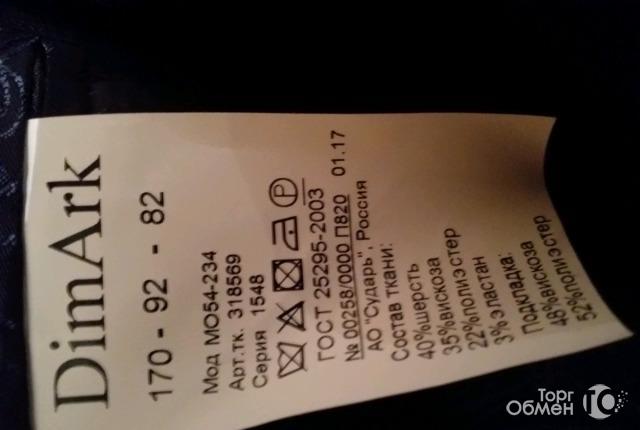 DimArk
170 - 92 - 82
Мод МО54-234
Арт.тк. 318569
Серия 1548
Р
ГОСТ 25295-2003
№ 00258/0000 П820 01.17
АО "Сударь", Россия
Состав ткани:
40%шерсть
35%вискоза
22%полиэстер
3%эластан
Подкладка:
48%вискоза
52%полиэстер
Торг
Обмен